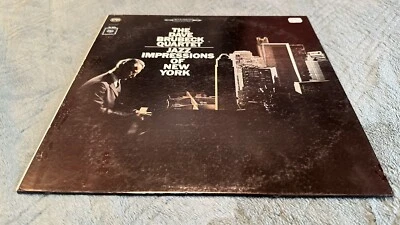 THE
DAVE
BRUBECK
QUARTET
JAZZ
IMPRESSIONS
OF
NEW
YORK